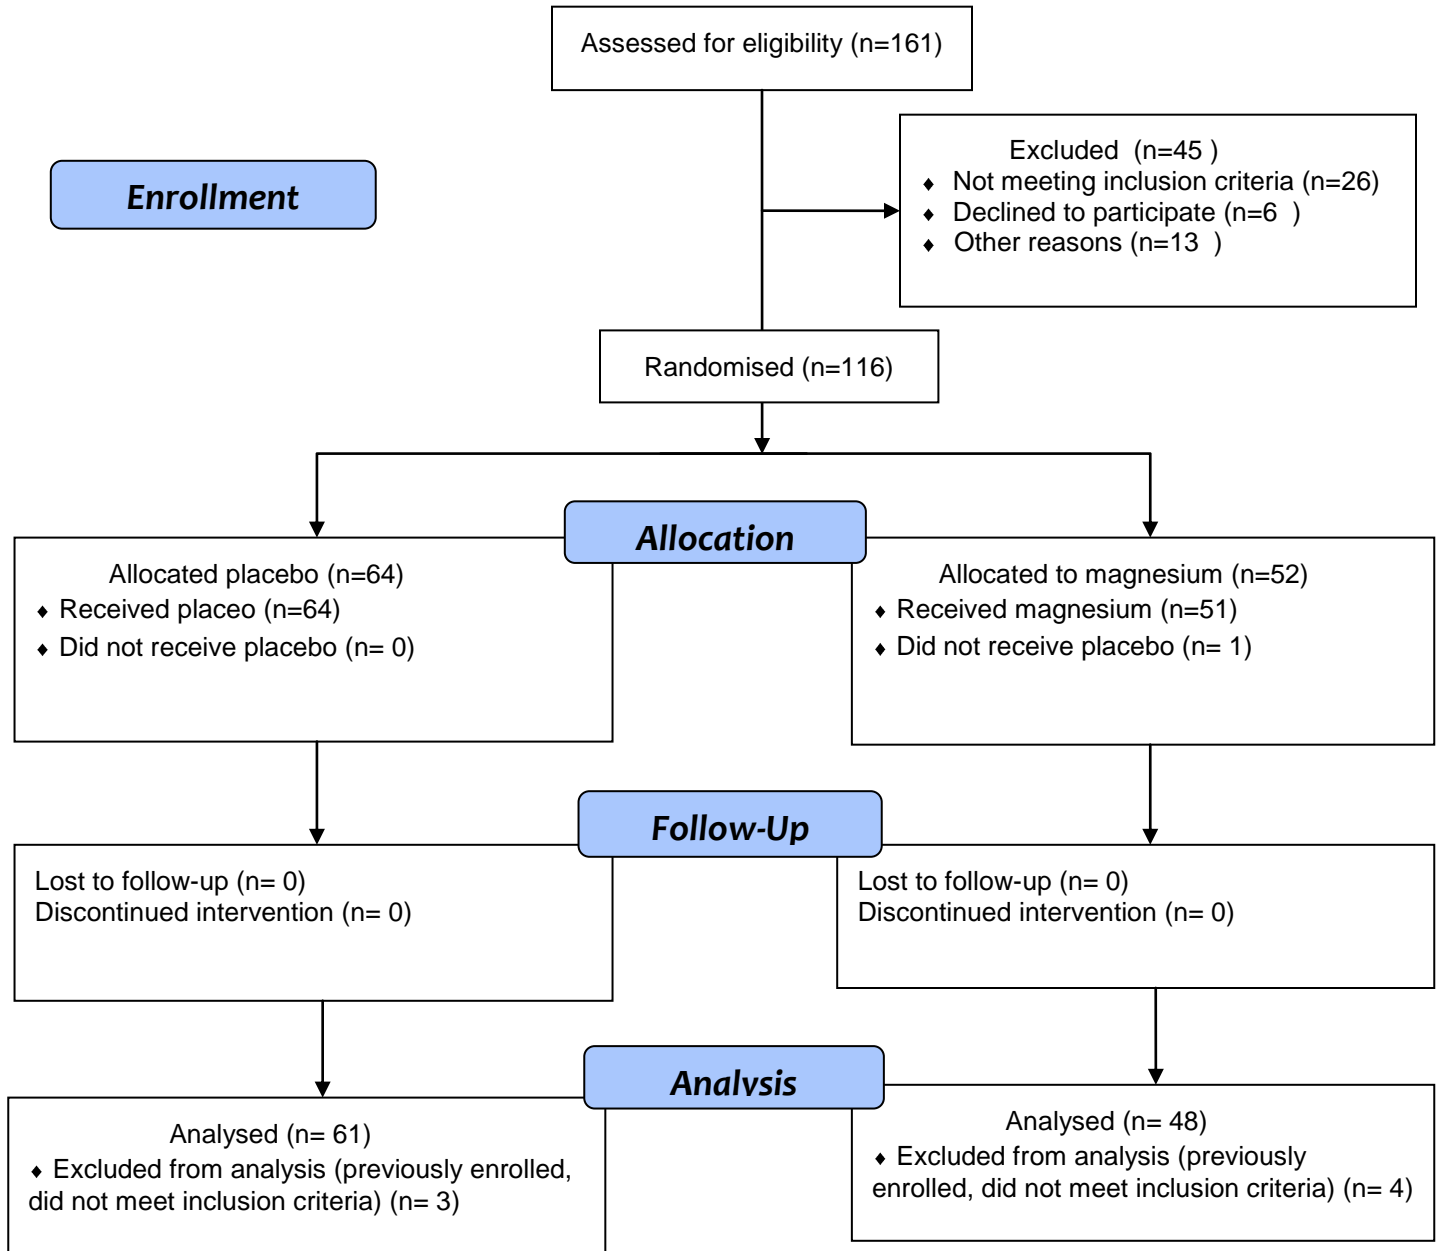 Assessed for eligibility (n=161)
Excluded (n=45 )
♦ Not meeting inclusion criteria (n=26)
♦ Declined to participate (n=6 )
♦ Other reasons (n=13 )
Enrollment
Randomised (n=116)
Allocation
Allocated placebo (n=64)
♦ Received placeo (n=64)
♦ Did not receive placebo (n= 0)
Allocated to magnesium (n=52)
♦ Received magnesium (n=51)
♦ Did not receive placebo (n= 1)
Follow-Up
Lost to follow-up (n= 0)
Discontinued intervention (n= 0)
Lost to follow-up (n= 0)
Discontinued intervention (n= 0)
Analysis
Analysed (n= 61)
♦ Excluded from analysis (previously enrolled,
did not meet inclusion criteria) (n= 3)
Analysed (n= 48)
♦ Excluded from analysis (previously
enrolled, did not meet inclusion criteria) (n= 4)